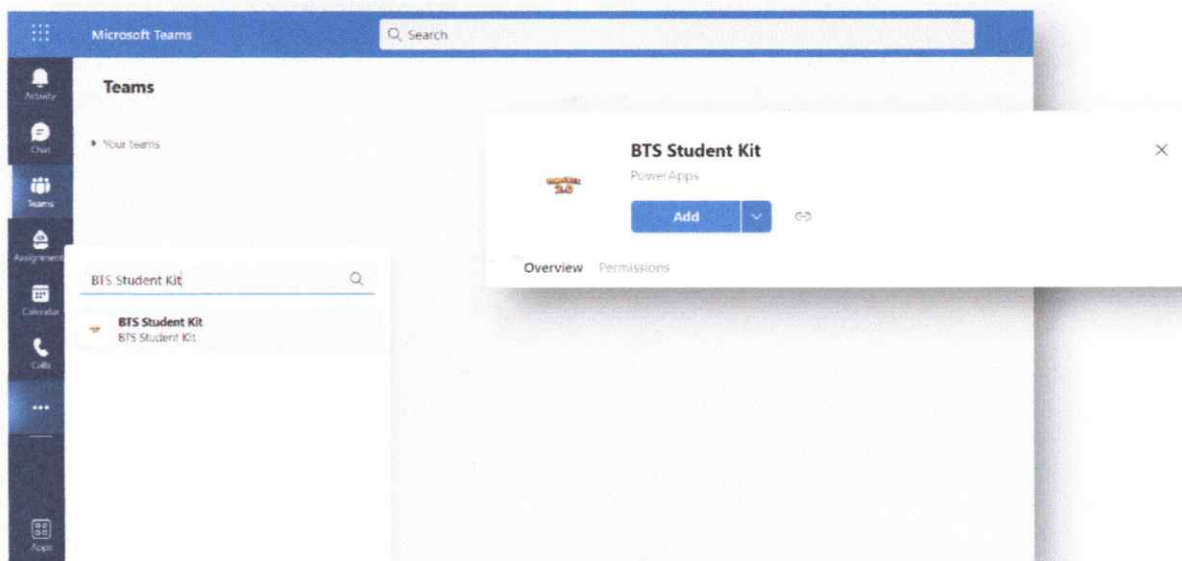 Microsoft Teams
Search
Activity
Chat
Teams
Assignment
Calendar
Calls
Apps
Teams
Your teams
BTS Student Kit
BTS Student Kit
BTS Student Kit
BTS Student Kit
PowerApps
Add
Overview Permissions